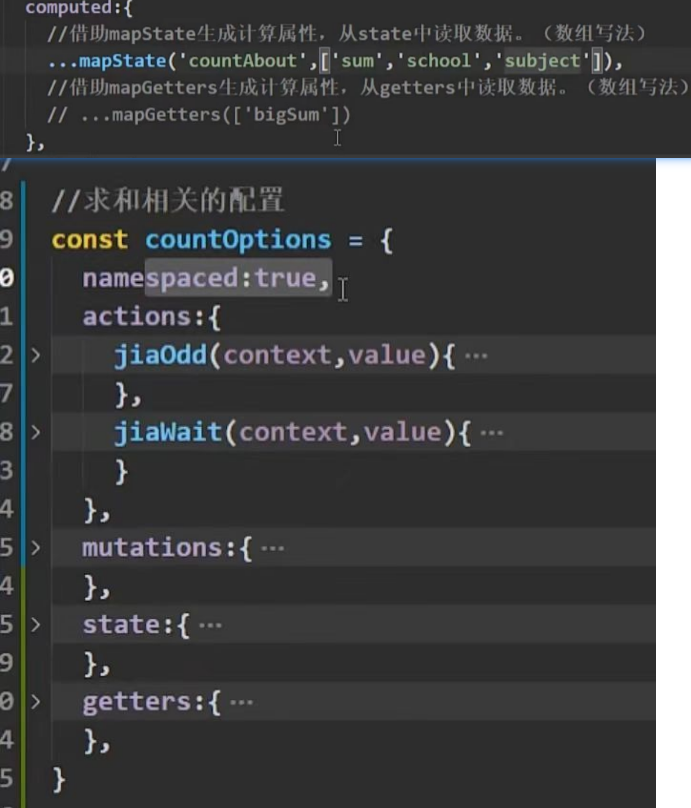 computed:{
//借助mapState生成计算属性，从state中读取数据。（数组写法）
...mapState('countAbout',['sum','school','subject']),
//借助mapGetters生成计算属性，从getters中读取数据。（数组写法）
// ...mapGetters(['bigSum'])
},
7
8 //求和相关的配置
9 const countOptions = {
0 namespaced:true,
1 actions:{
2 > jiaOdd(context,value){ ···
7 },
8 > jiaWait(context,value){ ···
3 }
4 },
5 > mutations:{ ···
4 },
5 > state:{ ···
9 },
0 > getters:{ ···
4 },
5 }